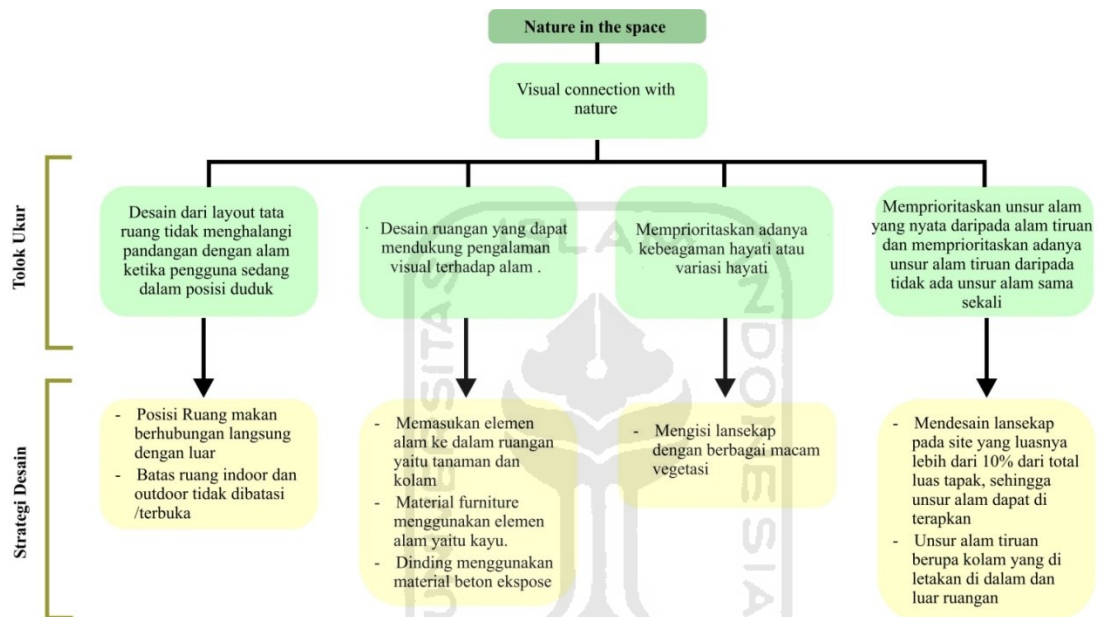 Nature in the space
Visual connection with
nature
Tolok Ukur
Desain dari layout tata
ruang tidak menghalangi
pandangan dengan alam
ketika pengguna sedang
dalam posisi duduk
· Desain ruangan yang dapat
mendukung pengalaman
visual terhadap alam .
Memprioritaskan adanya
kebeagaman hayati atau
variasi hayati
Memprioritaskan unsur alam
yang nyata daripada alam tiruan
dan memprioritaskan adanya
unsur alam tiruan daripada
tidak ada unsur alam sama
sekali
Strategi Desain
- Posisi Ruang makan
berhubungan langsung
dengan luar
- Batas ruang indoor dan
outdoor tidak dibatasi
/terbuka
- Memasukan elemen
alam ke dalam ruangan
yaitu tanaman dan
kolam
- Material furniture
menggunakan elemen
alam yaitu kayu.
- Dinding menggunakan
material beton ekspose
- Mengisi lansekap
dengan berbagai macam
vegetasi
- Mendesain lansekap
pada site yang luasnya
lebih dari 10% dari total
luas tapak, sehingga
unsur alam dapat di
terapkan
- Unsur alam tiruan
berupa kolam yang di
letakan di dalam dan
luar ruangan
UNIVERSITAS
ISLAM
INDONESIA